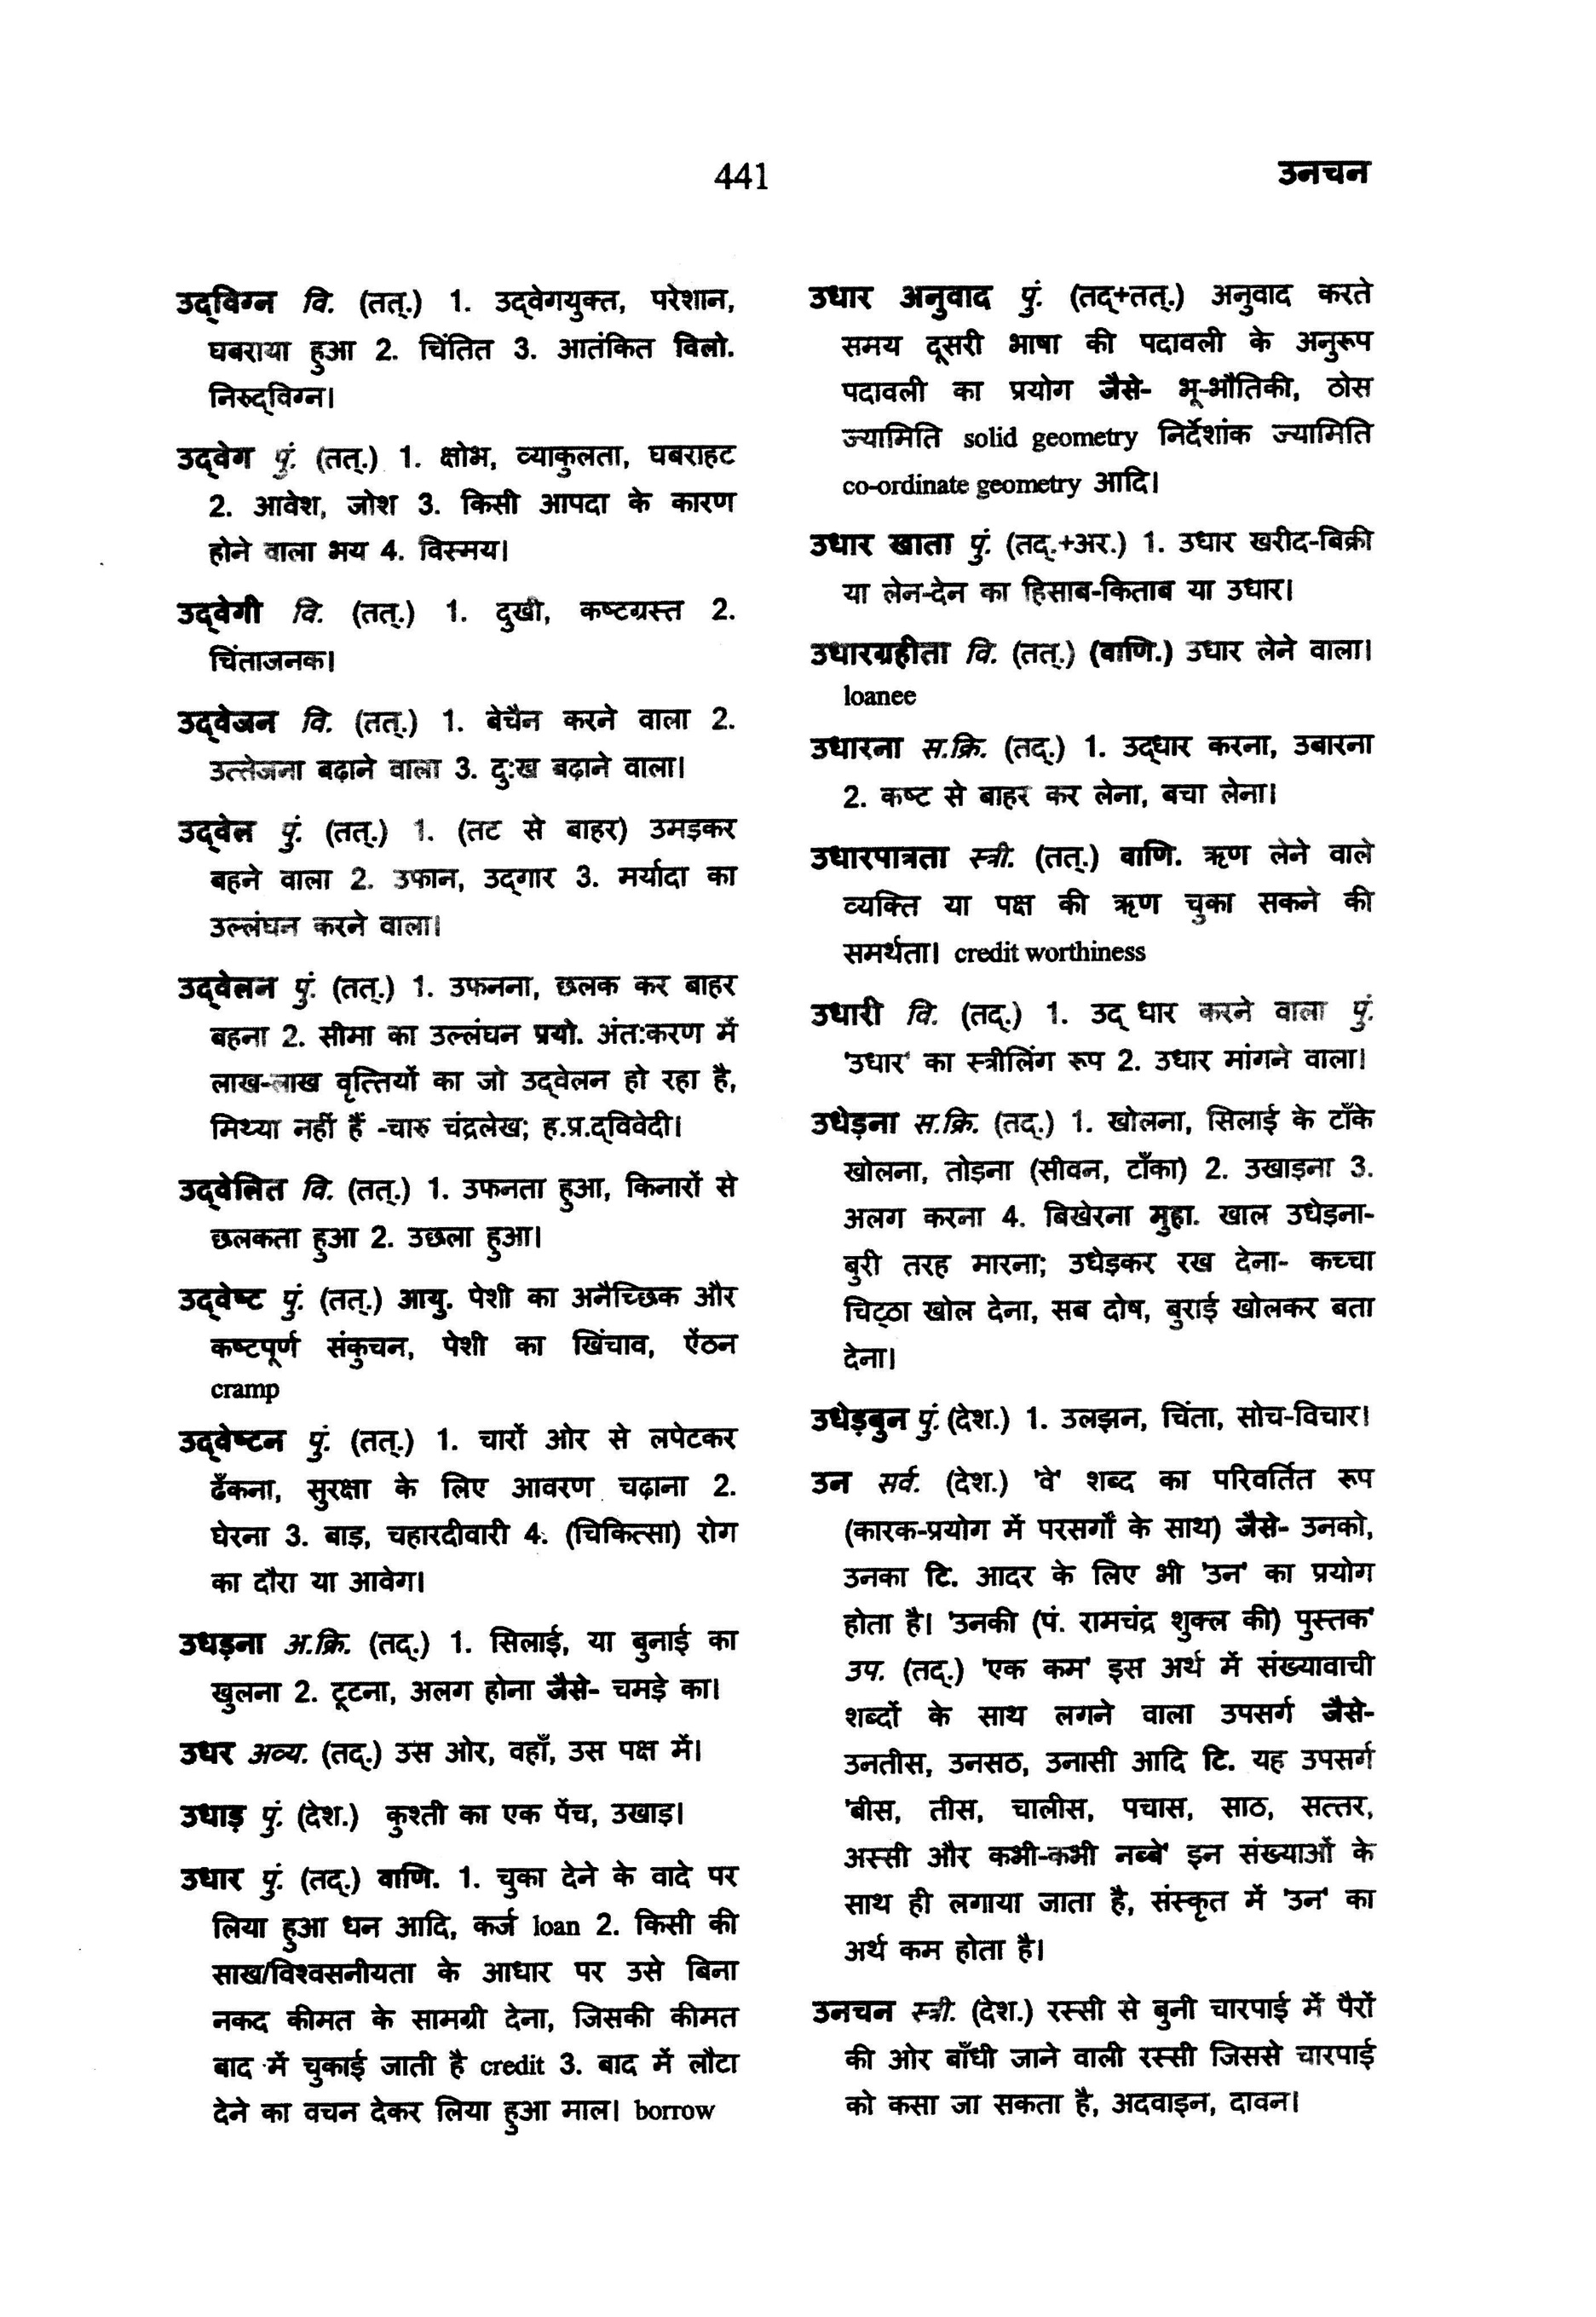 441
उनचन
उद्‌विग्न वि. (तत्.) 1. उद्‌वेगयुक्त, परेशान,
घबराया हुआ 2. चिंतित 3. आतंकित विलो.
निरुद्‌विग्न।
उद्‌वेग पुं. (तत्.) 1. क्षोभ, व्याकुलता, घबराहट
2. आवेश, जोश 3. किसी आपदा के कारण
होने वाला भय 4. विस्मय।
उद्‌वेगी वि. (तत्.) 1. दुखी, कष्टग्रस्त 2.
चिंताजनक।
उद्‌वेजन वि. (तत्.) 1. बेचैन करने वाला 2.
उत्तेजना बढ़ाने वाला 3. दुःख बढ़ाने वाला।
उद्‌वेल पुं. (तत्.) 1. (तट से बाहर) उमड़कर
बहने वाला 2. उफान, उद्‌गार 3. मर्यादा का
उल्लंघन करने वाला।
उद्‌वेलन पुं. (तत्.) 1. उफनना, छलक कर बाहर
बहना 2. सीमा का उल्लंघन प्रयो. अंतःकरण में
लाख-लाख वृत्तियों का जो उद्‌वेलन हो रहा है,
मिथ्या नहीं हैं -चारु चंद्रलेख; ह.प्र.द्‌विवेदी।
उद्‌वेलित वि. (तत्.) 1. उफनता हुआ, किनारों से
छलकता हुआ 2. उछला हुआ।
उद्‌वेष्ट पुं. (तत्.) आयु. पेशी का अनैच्छिक और
कष्टपूर्ण संकुचन, पेशी का खिंचाव, ऐंठन
cramp
उद्‌वेष्टन पुं. (तत्.) 1. चारों ओर से लपेटकर
ढँकना, सुरक्षा के लिए आवरण चढ़ाना 2.
घेरना 3. बाड़, चहारदीवारी 4. (चिकित्सा) रोग
का दौरा या आवेग।
उधड़ना अ.क्रि. (तद्.) 1. सिलाई, या बुनाई का
खुलना 2. टूटना, अलग होना जैसे- चमड़े का।
उधर अव्य. (तद्.) उस ओर, वहाँ, उस पक्ष में।
उधाड़ पुं. (देश.) कुश्ती का एक पेंच, उखाड़।
उधार पुं. (तद्.) वाणि. 1. चुका देने के वादे पर
लिया हुआ धन आदि, कर्ज loan 2. किसी की
साख/विश्वसनीयता के आधार पर उसे बिना
नकद कीमत के सामग्री देना, जिसकी कीमत
बाद में चुकाई जाती है credit 3. बाद में लौटा
देने का वचन देकर लिया हुआ माल। borrow
उधार अनुवाद पुं. (तद्+तत्.) अनुवाद करते
समय दूसरी भाषा की पदावली के अनुरूप
पदावली का प्रयोग जैसे- भू-भौतिकी, ठोस
ज्यामिति solid geometry निर्देशांक ज्यामिति
co-ordinate geometry आदि।
उधार खाता पुं. (तद्.+अर.) 1. उधार खरीद-बिक्री
या लेन-देन का हिसाब-किताब या उधार।
उधारग्रहीता वि. (तत्.) (वाणि.) उधार लेने वाला।
loanee
उधारना स.क्रि. (तद्.) 1. उद्‌धार करना, उबारना
2. कष्ट से बाहर कर लेना, बचा लेना।
उधारपात्रता स्त्री. (तत्.) वाणि. ऋण लेने वाले
व्यक्ति या पक्ष की ऋण चुका सकने की
समर्थता। credit worthiness
उधारी वि. (तद्.) 1. उद् धार करने वाला पुं.
'उधार' का स्त्रीलिंग रूप 2. उधार मांगने वाला।
उधेड़ना स.क्रि. (तद्.) 1. खोलना, सिलाई के टाँके
खोलना, तोड़ना (सीवन, टाँका) 2. उखाड़ना 3.
अलग करना 4. बिखेरना मुहा. खाल उधेड़ना-
बुरी तरह मारना; उधेड़कर रख देना- कच्चा
चिट्ठा खोल देना, सब दोष, बुराई खोलकर बता
देना।
उधेड़बुन पुं. (देश.) 1. उलझन, चिंता, सोच-विचार।
उन सर्व. (देश.) 'वे' शब्द का परिवर्तित रूप
(कारक-प्रयोग में परसर्गों के साथ) जैसे- उनको,
उनका टि. आदर के लिए भी 'उन' का प्रयोग
होता है। 'उनकी (पं. रामचंद्र शुक्ल की) पुस्तक'
उप. (तद्.) 'एक कम' इस अर्थ में संख्यावाची
शब्दों के साथ लगने वाला उपसर्ग जैसे-
उनतीस, उनसठ, उनासी आदि टि. यह उपसर्ग
'बीस, तीस, चालीस, पचास, साठ, सत्तर,
अस्सी और कभी-कभी नब्बे' इन संख्याओं के
साथ ही लगाया जाता है, संस्कृत में 'उन' का
अर्थ कम होता है।
उनचन स्त्री. (देश.) रस्सी से बुनी चारपाई में पैरों
की ओर बाँधी जाने वाली रस्सी जिससे चारपाई
को कसा जा सकता है, अदवाइन, दावन।